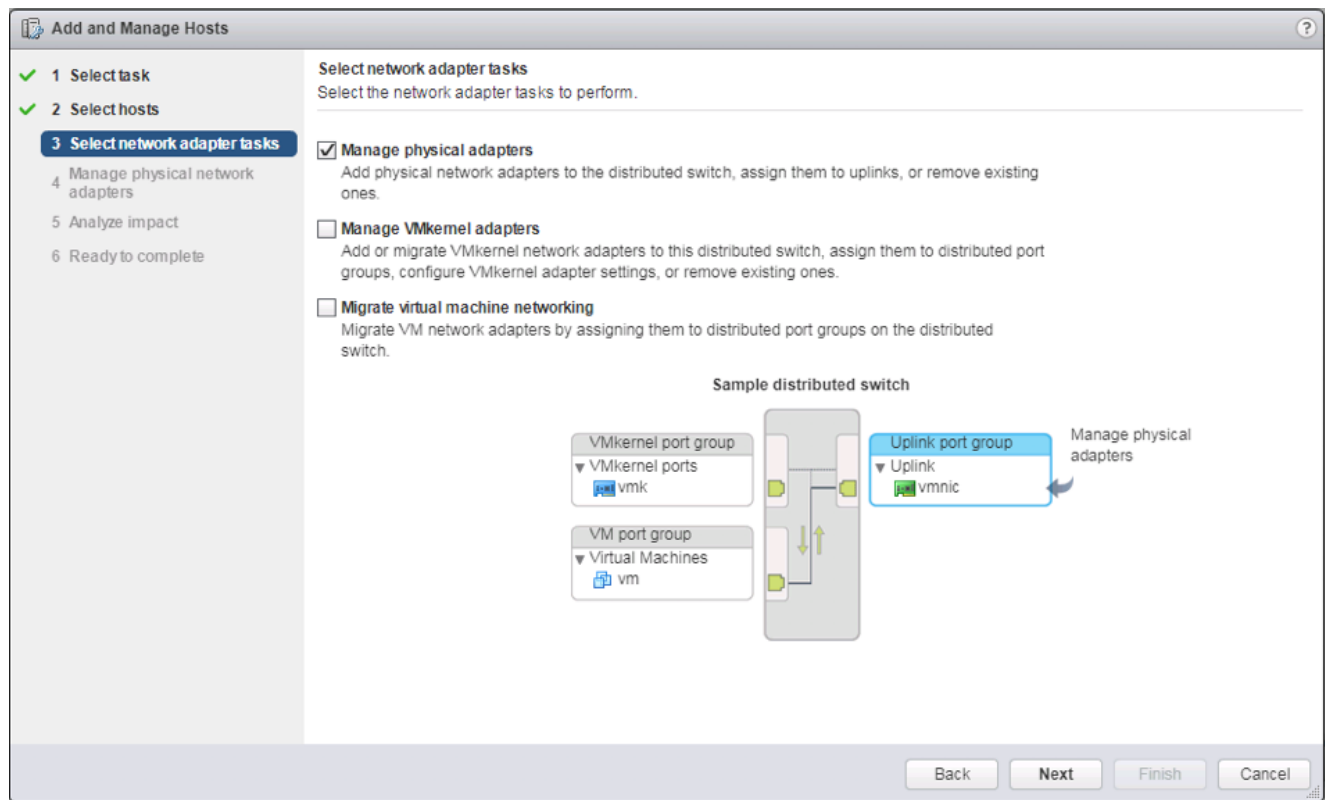 Add and Manage Hosts
?
1 Select task
2 Select hosts
3 Select network adapter tasks
4 Manage physical network
adapters
5 Analyze impact
6 Ready to complete
Select network adapter tasks
Select the network adapter tasks to perform.
Manage physical adapters
Add physical network adapters to the distributed switch, assign them to uplinks, or remove existing
ones.
Manage VMkernel adapters
Add or migrate VMkernel network adapters to this distributed switch, assign them to distributed port
groups, configure VMkernel adapter settings, or remove existing ones.
Migrate virtual machine networking
Migrate VM network adapters by assigning them to distributed port groups on the distributed
switch.
Sample distributed switch
VMkernel port group
VMkernel ports
vmk
VM port group
Virtual Machines
vm
Uplink port group
Uplink
vmnic
Manage physical
adapters
Back
Next
Finish
Cancel